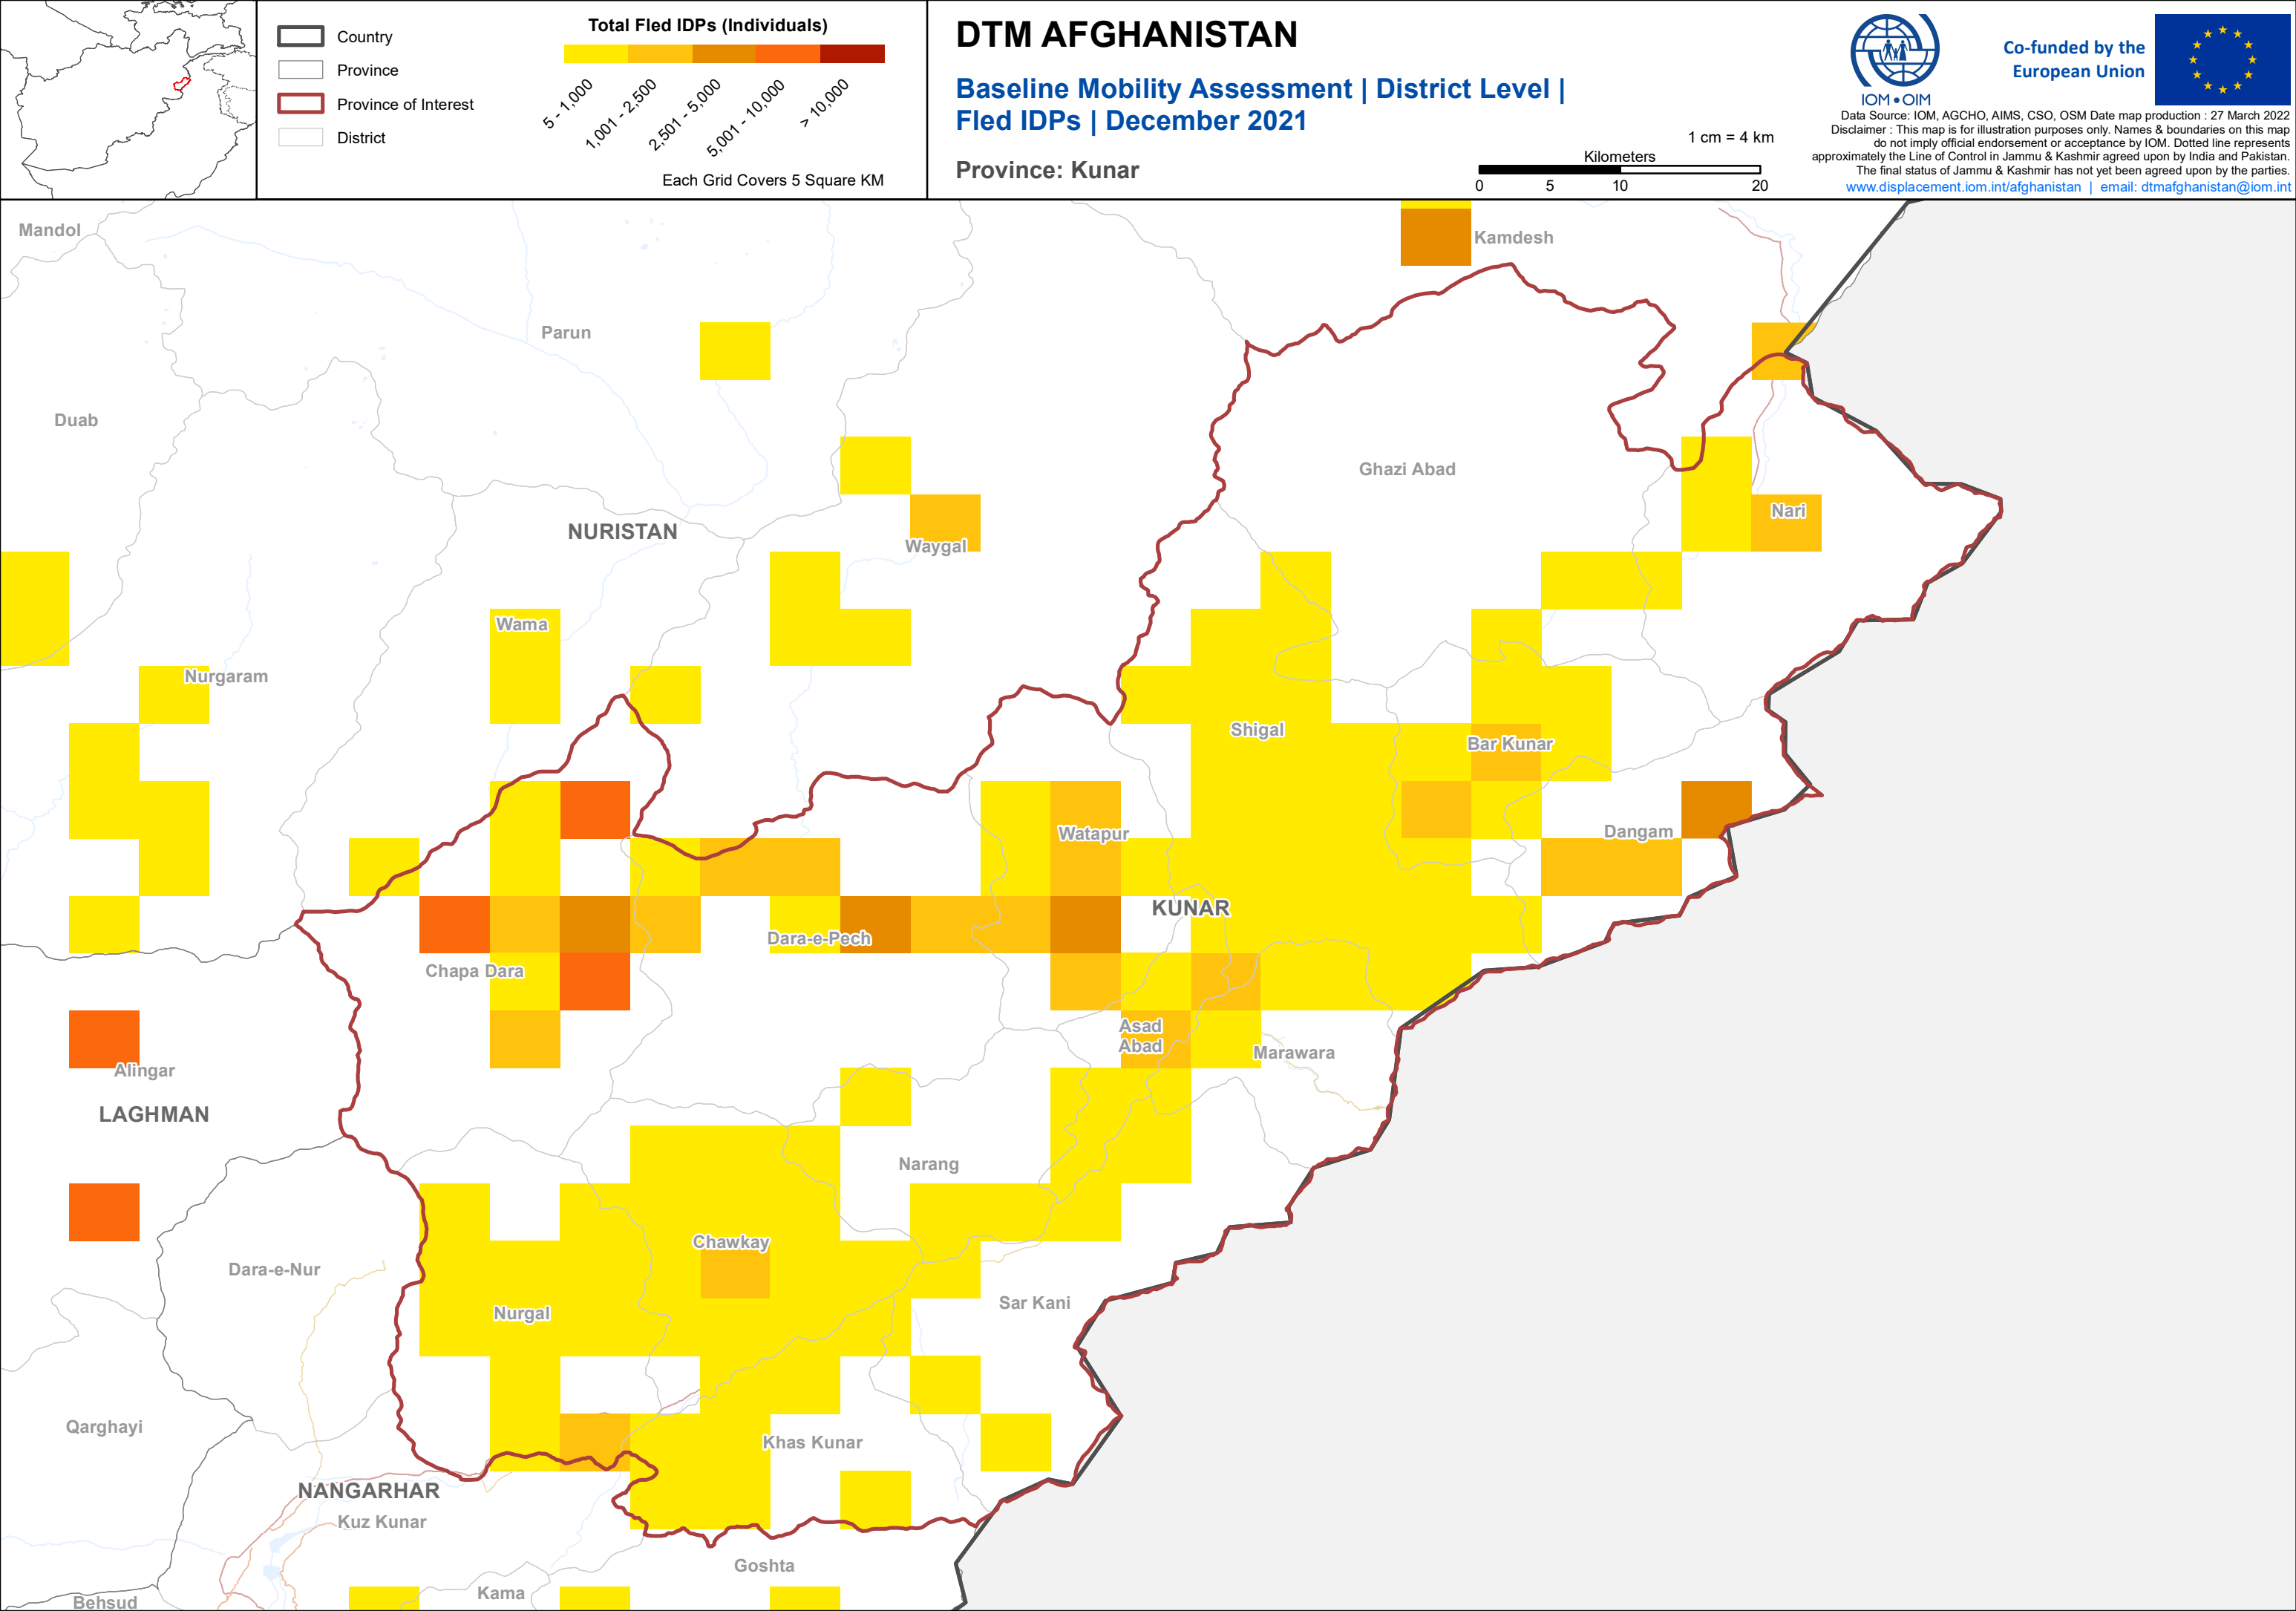 Country
Province
Province of Interest
District
Total Fled IDPs (Individuals)
5 - 1,000
1,001 - 2,500
2,501 - 5,000
5,001 - 10,000
> 10,000
Each Grid Covers 5 Square KM
DTM AFGHANISTAN
Baseline Mobility Assessment | District Level |
Fled IDPs | December 2021
Province: Kunar
1 cm = 4 km
Kilometers
0 5 10 20
IOM • OIM
Co-funded by the
European Union
Data Source: IOM, AGCHO, AIMS, CSO, OSM Date map production : 27 March 2022
Disclaimer : This map is for illustration purposes only. Names & boundaries on this map
do not imply official endorsement or acceptance by IOM. Dotted line represents
approximately the Line of Control in Jammu & Kashmir agreed upon by India and Pakistan.
The final status of Jammu & Kashmir has not yet been agreed upon by the parties.
www.displacement.iom.int/afghanistan | email: dtmafghanistan@iom.int
Mandol
Kamdesh
Parun
Duab
Ghazi Abad
Nari
NURISTAN
Waygal
Wama
Nurgaram
Shigal
Bar Kunar
Watapur
Dangam
KUNAR
Dara-e-Pech
Chapa Dara
Asad
Abad
Marawara
Alingar
LAGHMAN
Narang
Chawkay
Dara-e-Nur
Sar Kani
Nurgal
Qarghayi
Khas Kunar
NANGARHAR
Kuz Kunar
Goshta
Kama
Behsud